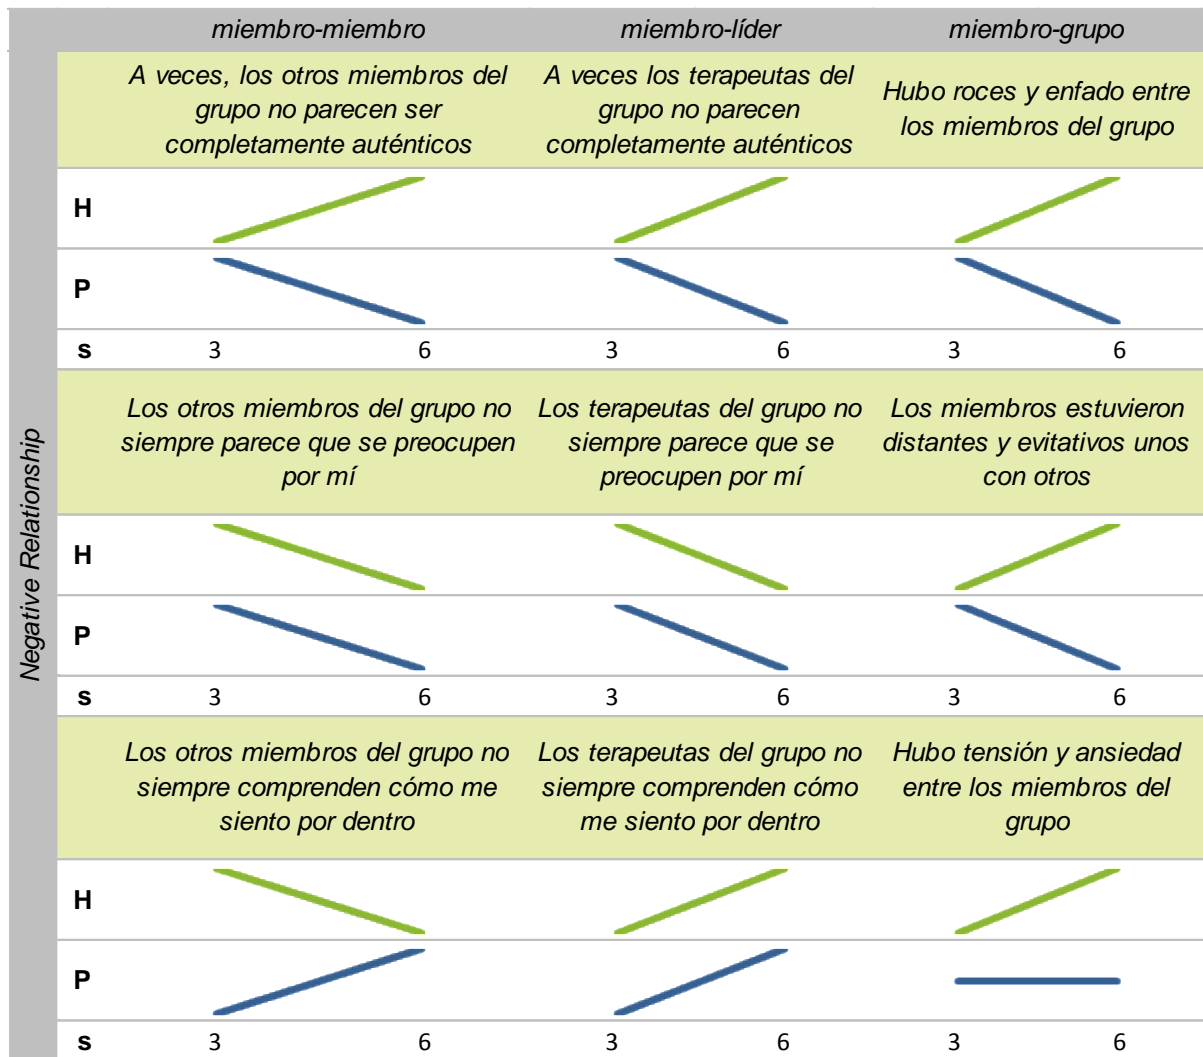 miembro-miembro miembro-líder miembro-grupo
Negative Relationship
A veces, los otros miembros del
grupo no parecen ser
completamente auténticos
A veces los terapeutas del
grupo no parecen
completamente auténticos
Hubo roces y enfado entre
los miembros del grupo
H
P
s 3 6 3 6 3 6
Los otros miembros del grupo no
siempre parece que se preocupen
por mí
Los terapeutas del grupo no
siempre parece que se
preocupen por mí
Los miembros estuvieron
distantes y evitativos unos
con otros
H
P
s 3 6 3 6 3 6
Los otros miembros del grupo no
siempre comprenden cómo me
siento por dentro
Los terapeutas del grupo no
siempre comprenden cómo
me siento por dentro
Hubo tensión y ansiedad
entre los miembros del
grupo
H
P
s 3 6 3 6 3 6